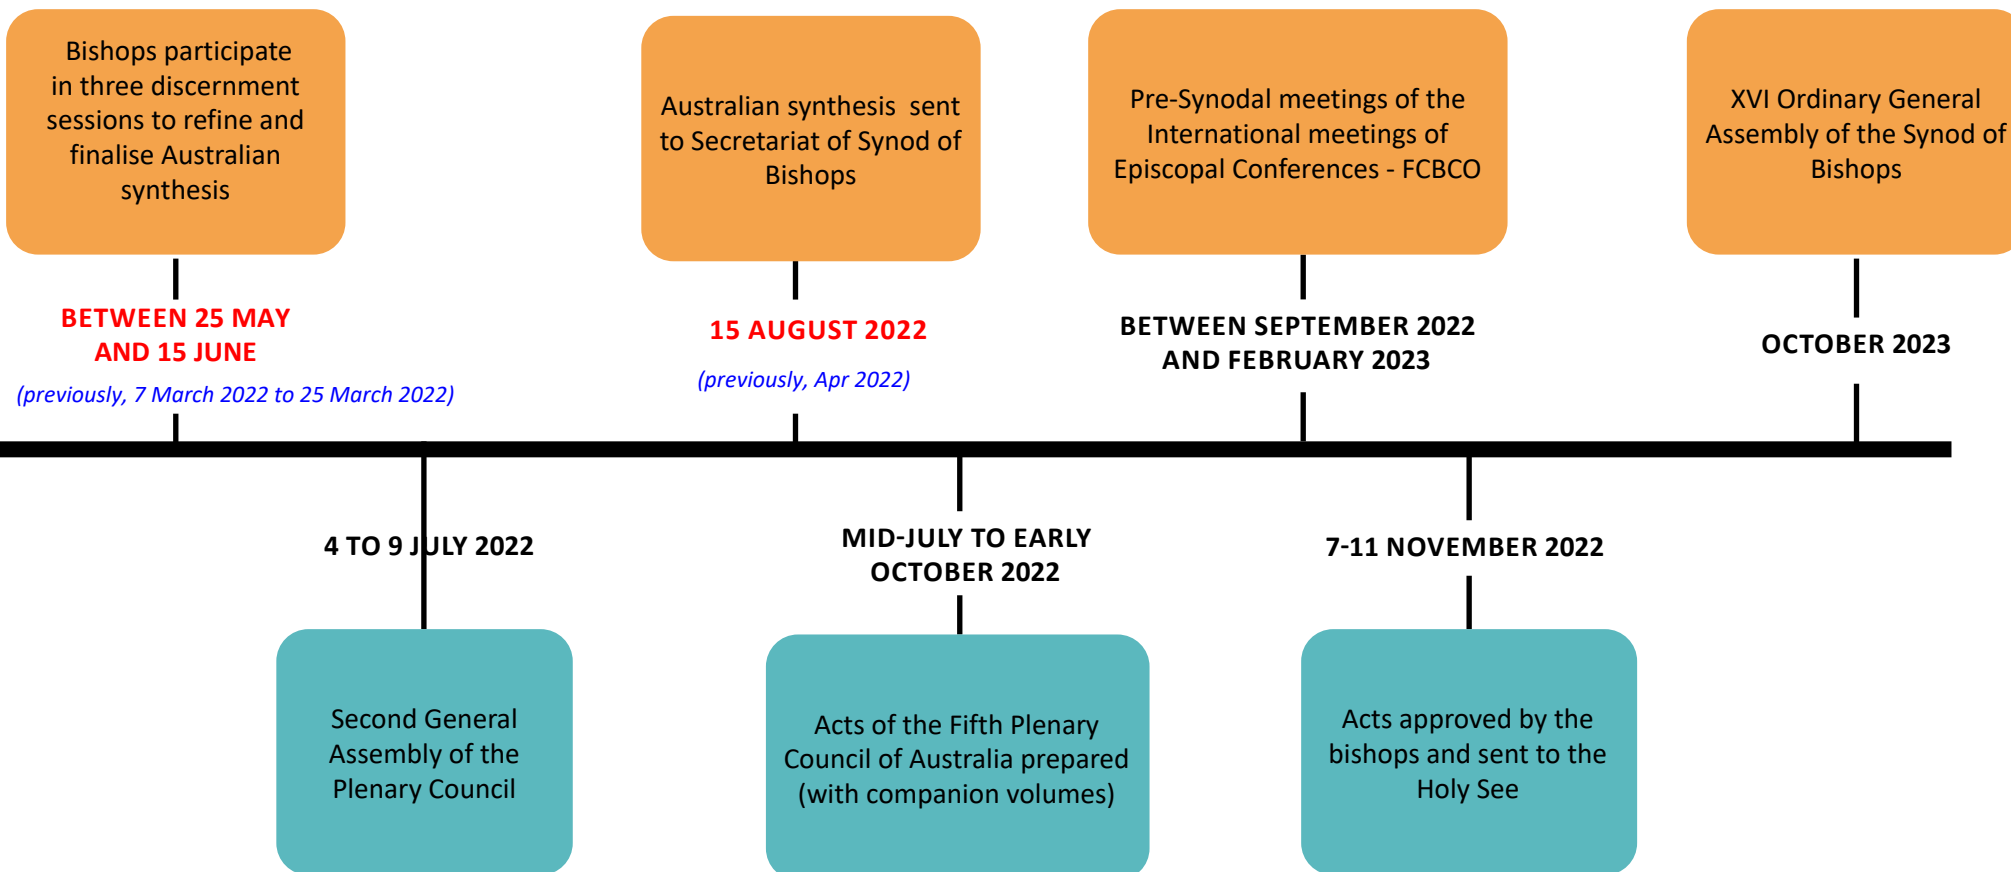 Bishops participate
in three discernment
sessions to refine and
finalise Australian
synthesis
Australian synthesis  sent
to Secretariat of Synod of
Bishops
Pre-Synodal meetings of the
International meetings of
Episcopal Conferences - FCBCO
XVI Ordinary General
Assembly of the Synod of
Bishops
BETWEEN 25 MAY
AND 15 JUNE
(previously, 7 March 2022 to 25 March 2022)
15 AUGUST 2022
(previously, Apr 2022)
BETWEEN SEPTEMBER 2022
AND FEBRUARY 2023
OCTOBER 2023
4 TO 9 JULY 2022
MID-JULY TO EARLY
OCTOBER 2022
7-11 NOVEMBER 2022
Second General
Assembly of the
Plenary Council
Acts of the Fifth Plenary
Council of Australia prepared
(with companion volumes)
Acts approved by the
bishops and sent to the
Holy See